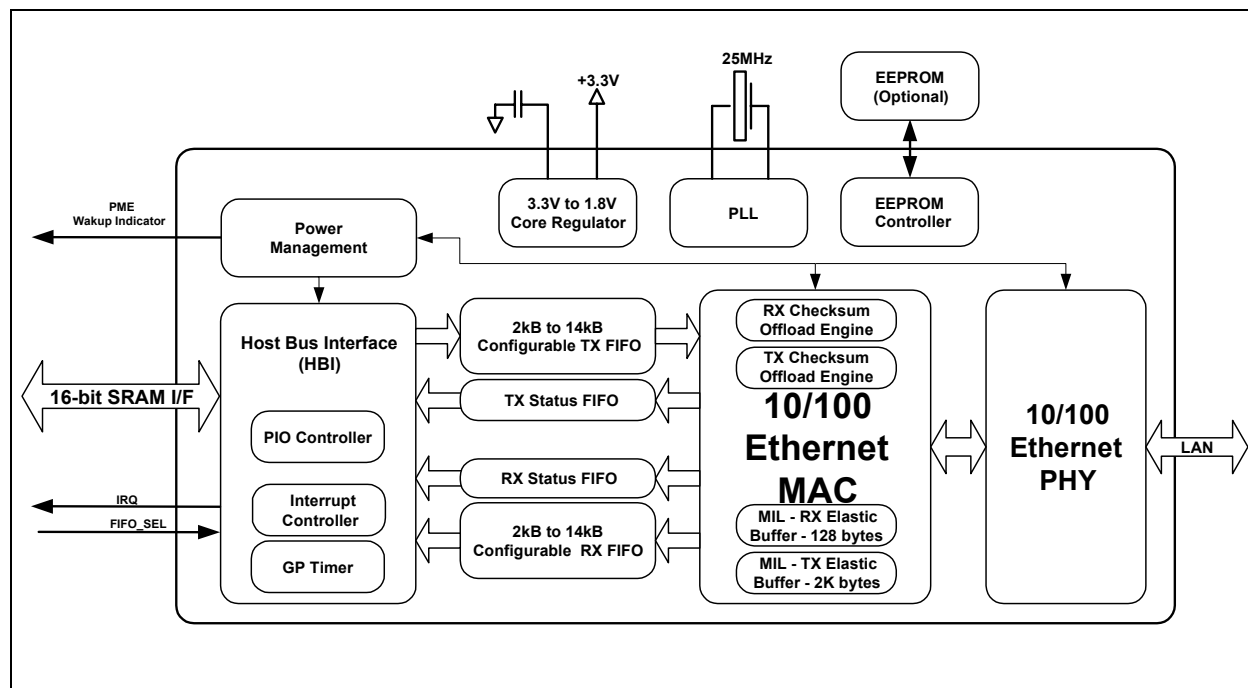 25MHz
+3.3V
EEPROM
(Optional)
3.3V to 1.8V
Core Regulator
PLL
EEPROM
Controller
PME
Wakup Indicator
Power
Management
Host Bus Interface
(HBI)
2kB to 14kB
Configurable TX FIFO
RX Checksum
Offload Engine
TX Checksum
Offload Engine
16-bit SRAM I/F
TX Status FIFO
10/100
Ethernet
MAC
10/100
Ethernet
PHY
LAN
PIO Controller
RX Status FIFO
IRQ
FIFO_SEL
Interrupt
Controller
2kB to 14kB
Configurable RX FIFO
MIL - RX Elastic
Buffer - 128 bytes
GP Timer
MIL - TX Elastic
Buffer - 2K bytes